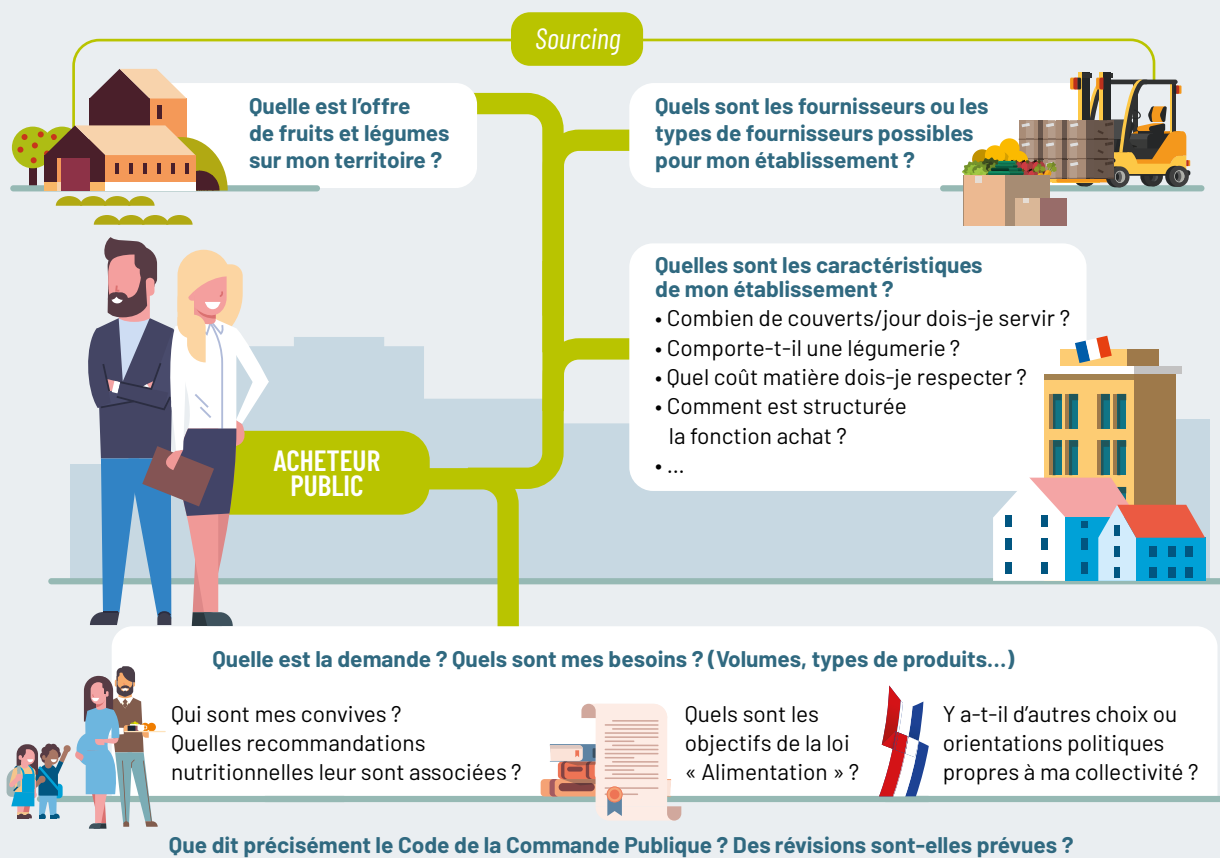 Sourcing
Quelle est l'offre
de fruits et légumes
sur mon territoire ?
Quels sont les fournisseurs ou les
types de fournisseurs possibles
pour mon établissement ?
Quelles sont les caractéristiques
de mon établissement ?
• Combien de couverts/jour dois-je servir ?
• Comporte-t-il une légumerie ?
• Quel coût matière dois-je respecter ?
• Comment est structurée
la fonction achat ?
• ...
ACHETEUR
PUBLIC
Quelle est la demande ? Quels sont mes besoins ? (Volumes, types de produits...)
Qui sont mes convives ?
Quelles recommandations
nutritionnelles leur sont associées ?
Quels sont les
objectifs de la loi
« Alimentation » ?
Y a-t-il d'autres choix ou
orientations politiques
propres à ma collectivité ?
Que dit précisément le Code de la Commande Publique ? Des révisions sont-elles prévues ?